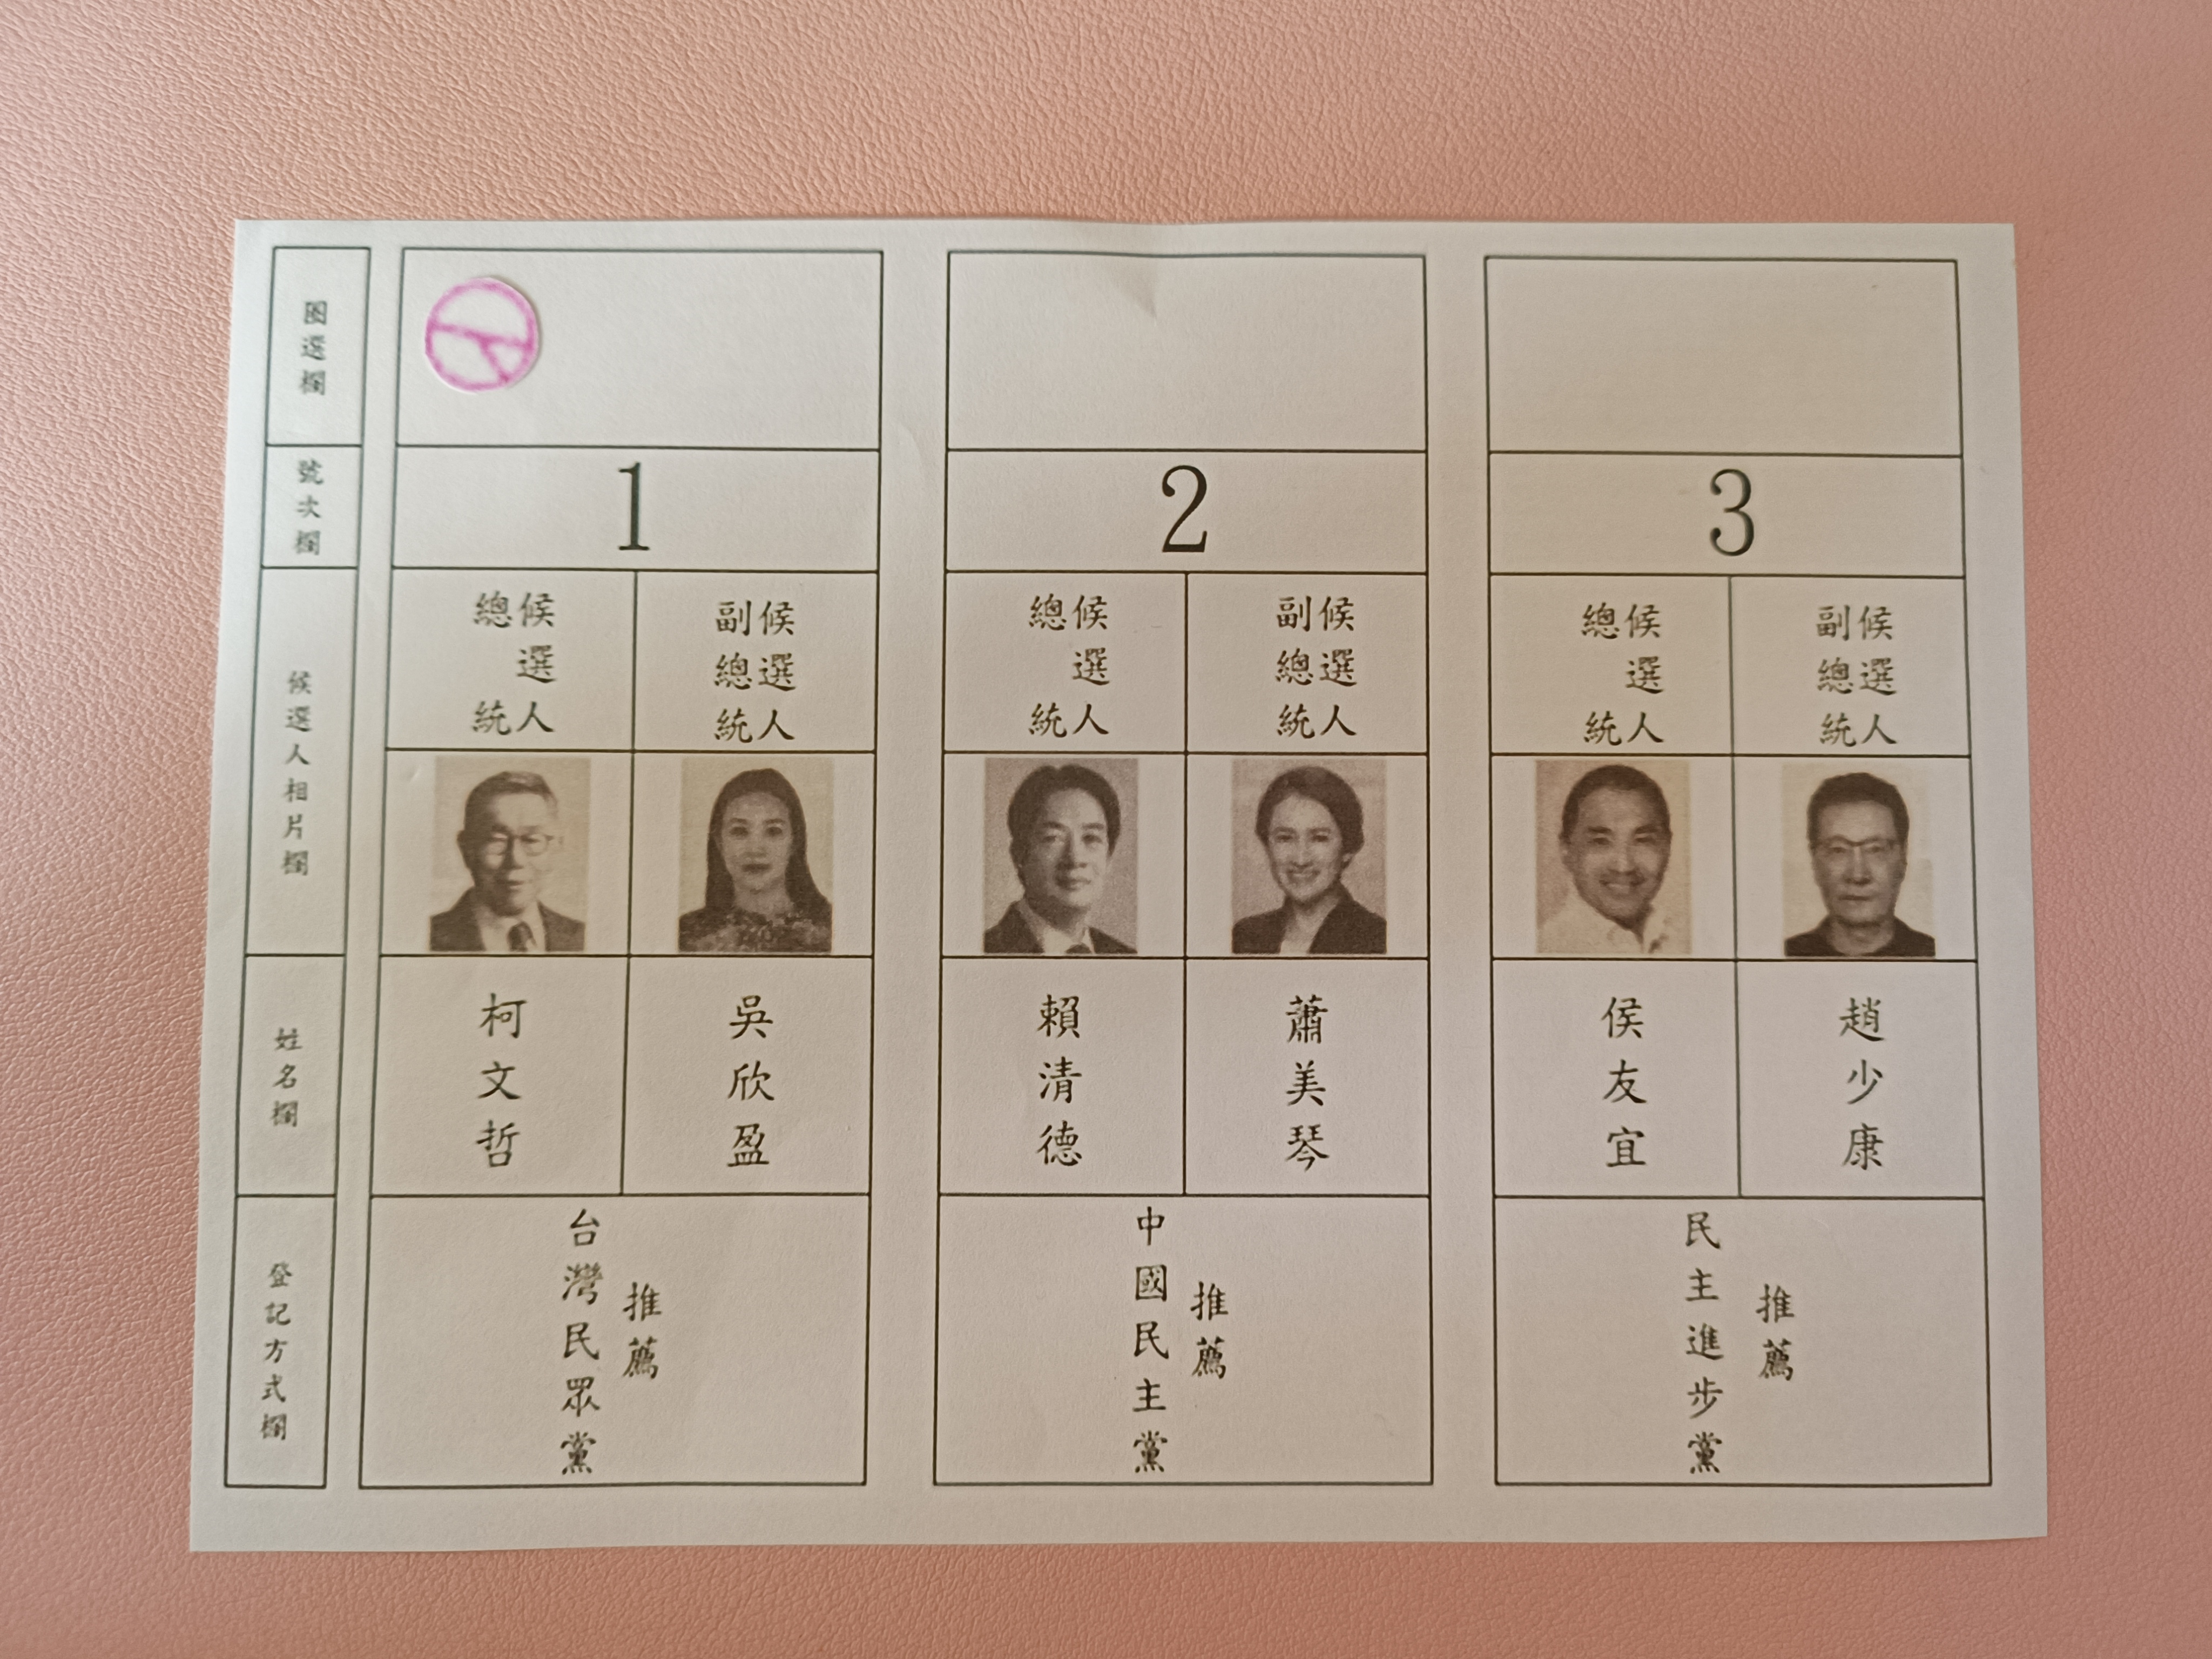 圈選欄
號次欄
候選人相片欄
姓名欄
登記方式欄
1
總統候選人
副總統候選人
柯文哲
吳欣盈
台灣民眾黨推薦
2
總統候選人
副總統候選人
賴清德
蕭美琴
中國民主黨推薦
3
總統候選人
副總統候選人
侯友宜
趙少康
民主進步黨推薦